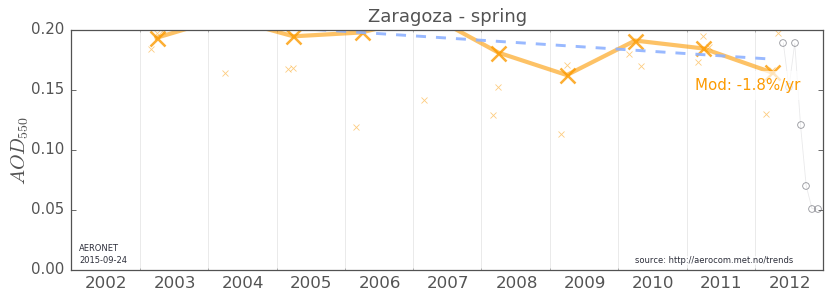 Zaragoza - spring
0.20
0.15
0.10
0.05
0.00
AOD550
Mod: -1.8%/yr
AERONET
2015-09-24
source: http://aerocom.met.no/trends
2002 2003 2004 2005 2006 2007 2008 2009 2010 2011 2012